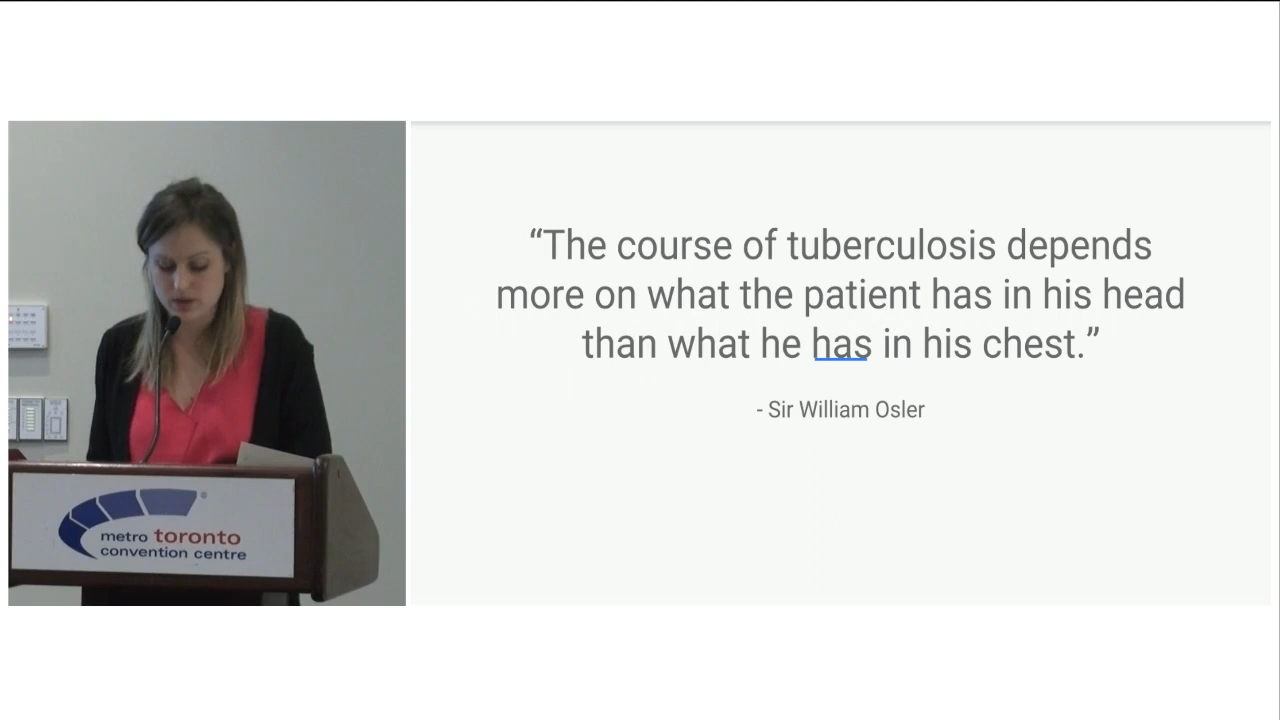 “The course of tuberculosis depends
more on what the patient has in his head
than what he has in his chest.”
- Sir William Osler
metro toronto
convention centre
®